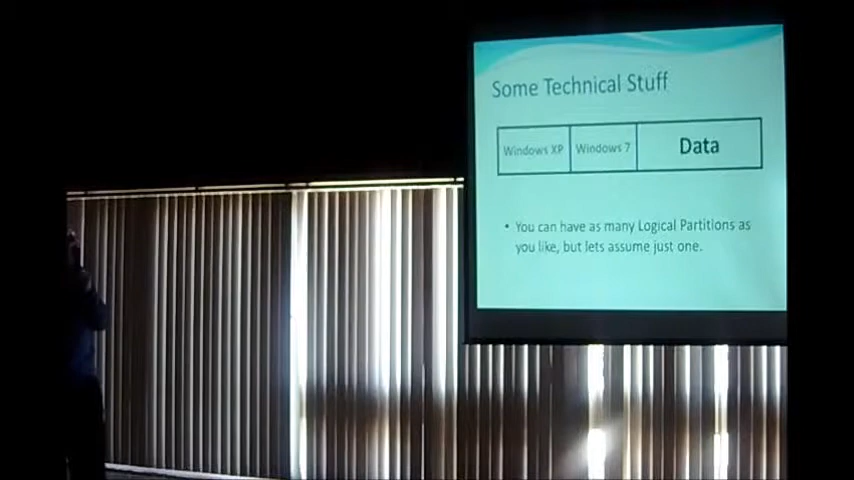 Some Technical Stuff
Windows XP Windows 7 Data
• You can have as many Logical Partitions as
you like, but lets assume just one.